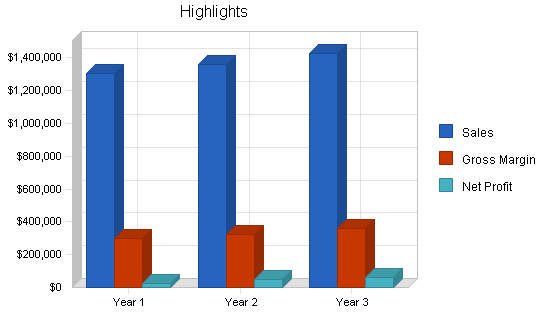 Highlights
$1,400,000
$1,200,000
$1,000,000
$800,000
$600,000
$400,000
$200,000
$0
Year 1
Year 2
Year 3
Sales
Gross Margin
Net Profit